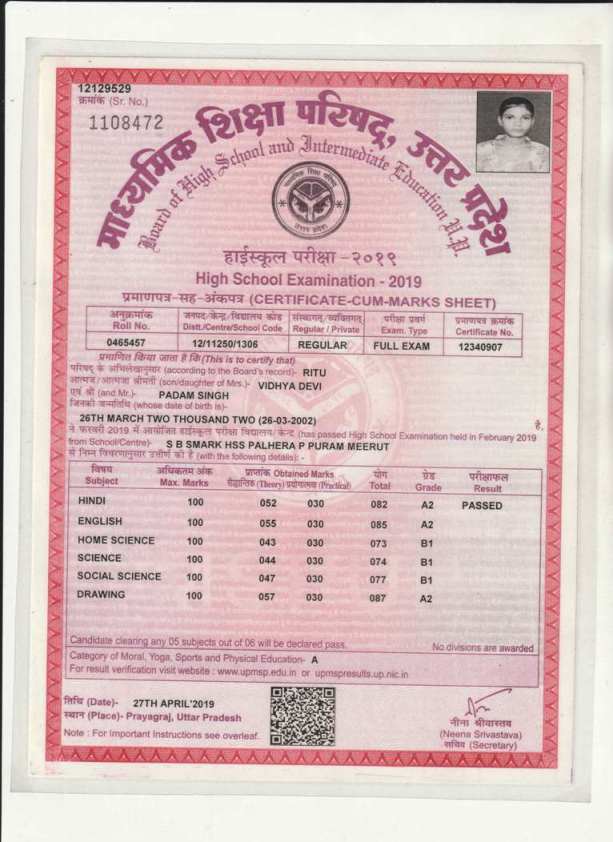 12129529
क्रमांक (Sr. No.)
1108472
माध्यमिक शिक्षा परिषद्, उत्तर प्रदेश
Board of High School and Intermediate Education U.P.
हाईस्कूल परीक्षा –२०१९
High School Examination - 2019
प्रमाणपत्र-सह-अंकपत्र (CERTIFICATE-CUM-MARKS SHEET)
अनुक्रमांक जनपद/केन्द्र/विद्यालय कोड संस्थागत/व्यक्तिगत परीक्षा प्रवर्ग प्रमाणपत्र क्रमांक
Roll No. Distt./Centre/School Code Regular / Private Exam. Type Certificate No.
0465457 12/11250/1306 REGULAR FULL EXAM 12340907
प्रमाणित किया जाता है कि(This is to certify that)
परिषद् के अभिलेखानुसार (according to the Board's record)- RITU
आत्मज/आत्मजा श्रीमती (son/daughter of Mrs.)- VIDHYA DEVI
एवं श्री (and Mr.)- PADAM SINGH
जिनकी जन्मतिथि (whose date of birth is)-
26TH MARCH TWO THOUSAND TWO (26-03-2002) है,
ने फरवरी 2019 में आयोजित हाईस्कूल परीक्षा विद्यालय/केन्द्र (has passed High School Examination held in February 2019
from School/Centre)- S B SMARK HSS PALHERA P PURAM MEERUT
से निम्न विवरणानुसार उत्तीर्ण की है (with the following details): -
विषय अधिकतम अंक प्राप्तांक Obtained Marks योग ग्रेड परीक्षाफल
Subject Max. Marks सैद्धान्तिक (Theory) प्रयोगात्मक (Practical) Total Grade Result
HINDI 100 052 030 082 A2 PASSED
ENGLISH 100 055 030 085 A2
HOME SCIENCE 100 043 030 073 B1
SCIENCE 100 044 030 074 B1
SOCIAL SCIENCE 100 047 030 077 B1
DRAWING 100 057 030 087 A2
Candidate clearing any 05 subjects out of 06 will be declared pass. No divisions are awarded
Category of Moral, Yoga, Sports and Physical Education- A
For result verification visit website : www.upmsp.edu.in or upmspresults.up.nic.in
तिथि (Date)- 27TH APRIL'2019
स्थान (Place)- Prayagraj, Uttar Pradesh
Note : For Important Instructions see overleaf.
नीना श्रीवास्तव
(Neena Srivastava)
सचिव (Secretary)